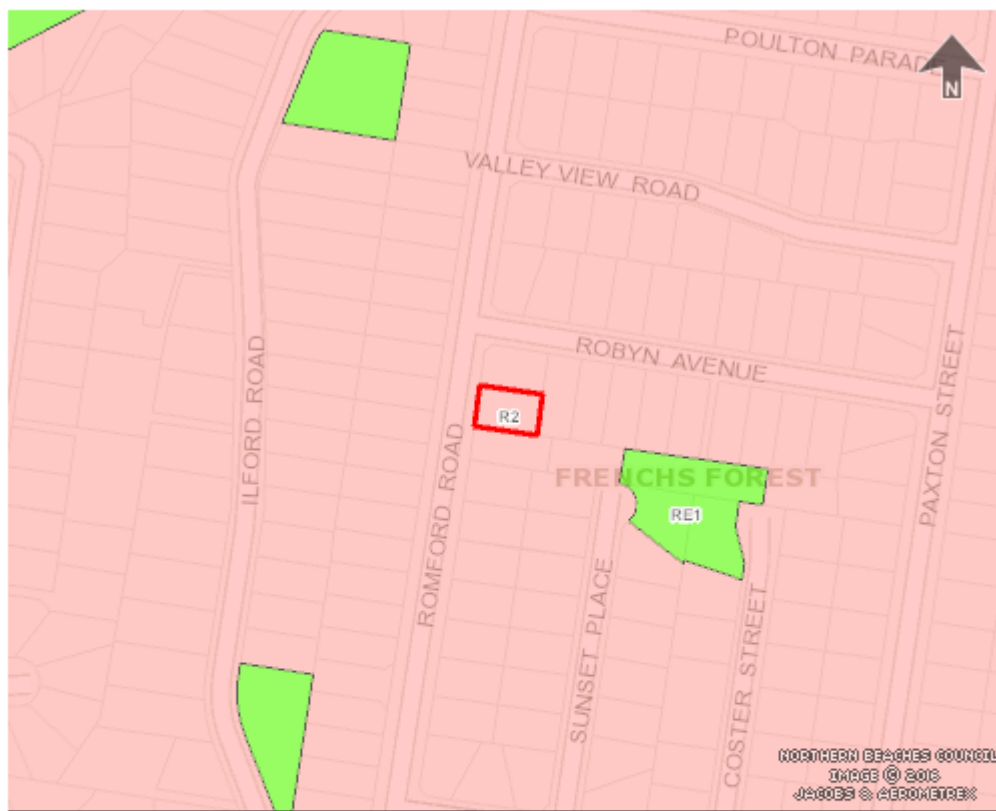 POULTON PARADE
N
VALLEY VIEW ROAD
ROBYN AVENUE
ILFORD ROAD
R2
ROMFORD ROAD
PAXTON STREET
FRENCHS FOREST
RE1
SUNSET PLACE
COSTER STREET
NORTHERN BEACHES COUNCIL
IMAGE © 2016
JACOBS & AEROMETREX